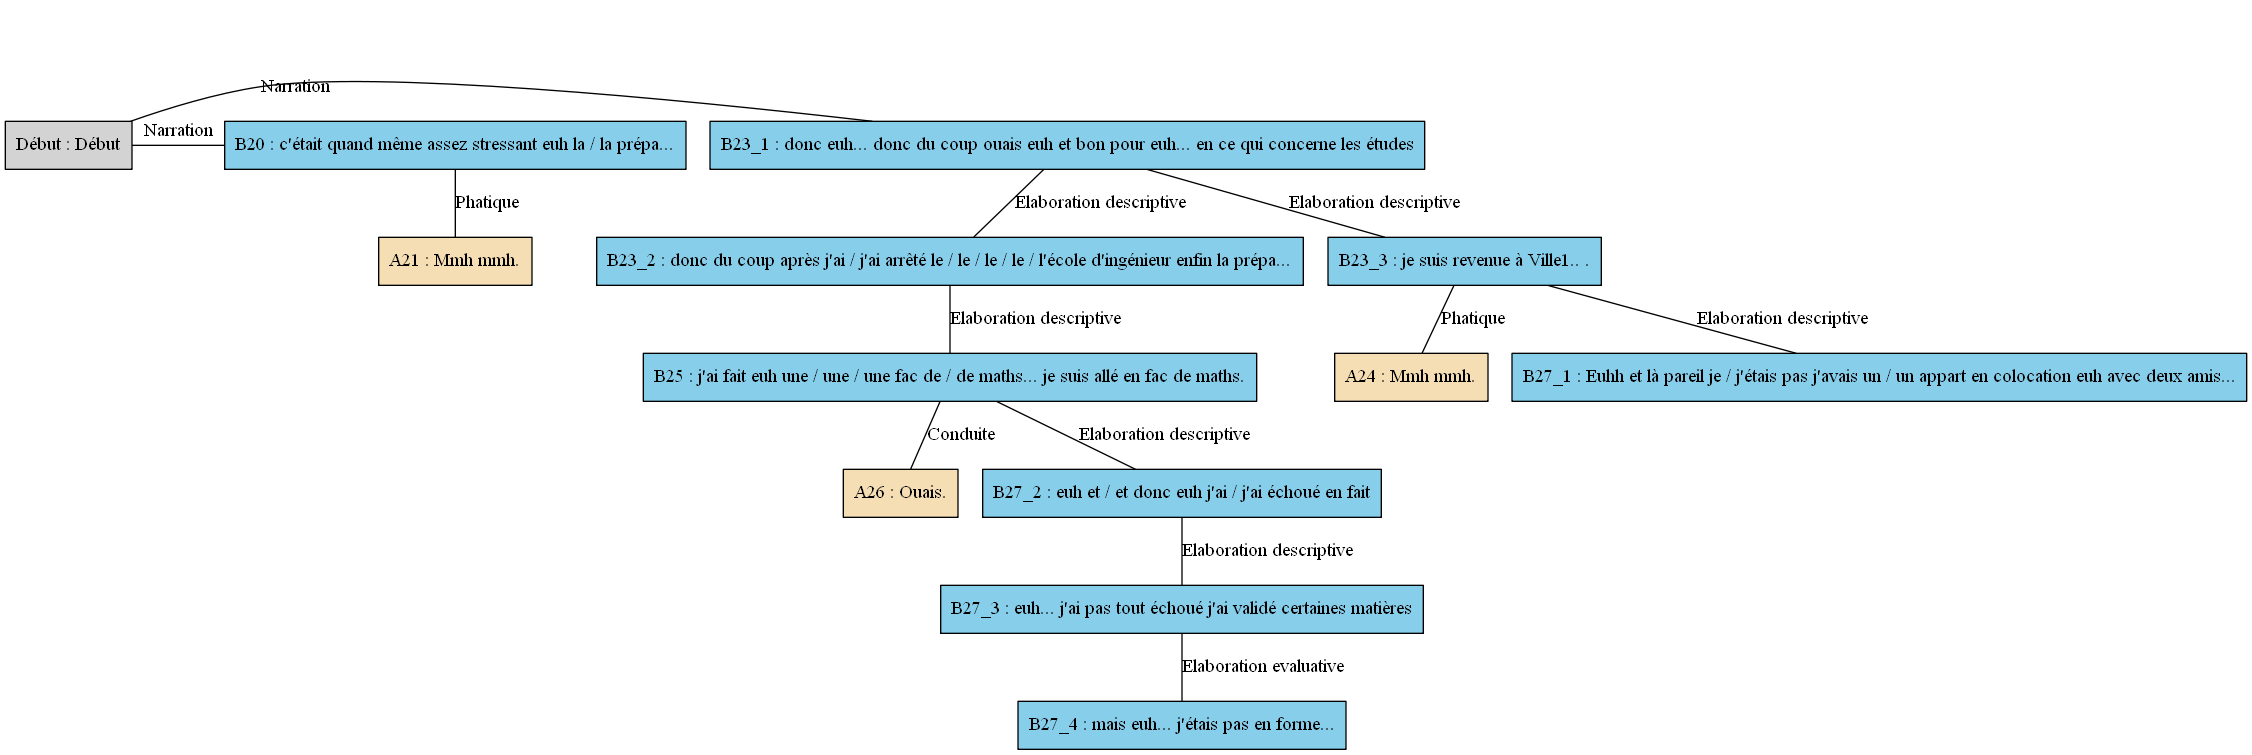 Narration
Narration
Début : Début
B20 : c'était quand même assez stressant euh la / la prépa...
B23_1 : donc euh... donc du coup ouais euh et bon pour euh... en ce qui concerne les études
Phatique
Elaboration descriptive
Elaboration descriptive
A21 : Mmh mmh.
B23_2 : donc du coup après j'ai / j'ai arrêté le / le / le / le / l'école d'ingénieur enfin la prépa...
B23_3 : je suis revenue à Ville1.. .
Elaboration descriptive
Phatique
Elaboration descriptive
B25 : j'ai fait euh une / une / une fac de / de maths... je suis allé en fac de maths.
A24 : Mmh mmh.
B27_1 : Euhh et là pareil je / j'étais pas j'avais un / un appart en colocation euh avec deux amis...
Conduite
Elaboration descriptive
A26 : Ouais.
B27_2 : euh et / et donc euh j'ai / j'ai échoué en fait
Elaboration descriptive
B27_3 : euh... j'ai pas tout échoué j'ai validé certaines matières
Elaboration evaluative
B27_4 : mais euh... j'étais pas en forme...